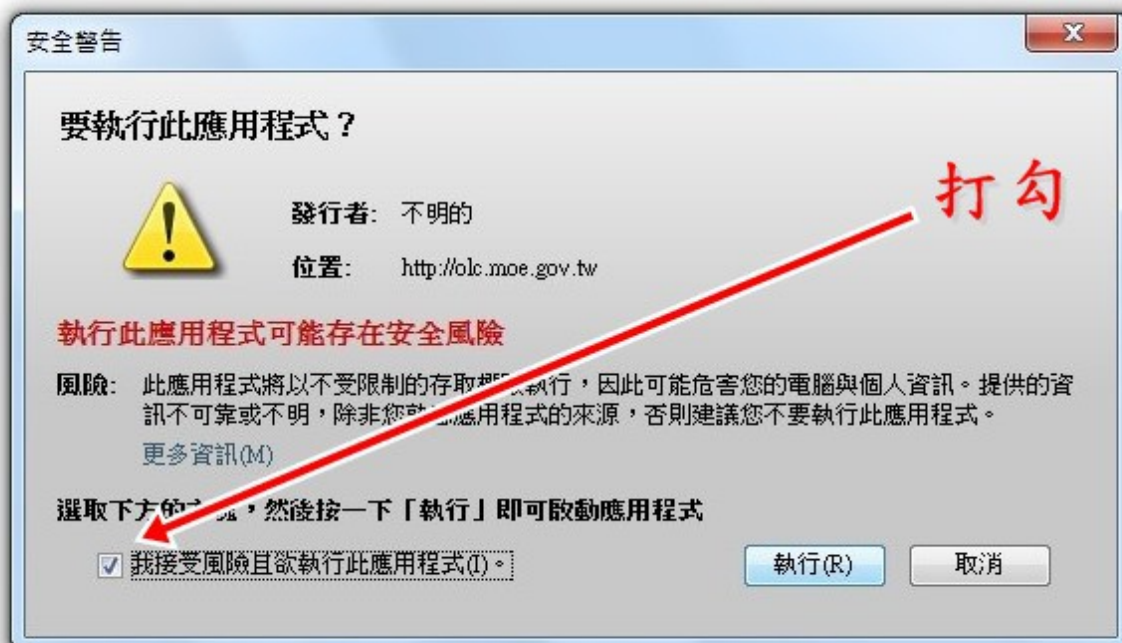 安全警告
要執行此應用程式？
打勾
發行者: 不明的
位置: http://olc.moe.gov.tw
執行此應用程式可能存在安全風險
風險: 此應用程式將以不受限制的存取權限執行，因此可能危害您的電腦與個人資訊。提供的資
訊不可靠或不明，除非您熟悉應用程式的來源，否則建議您不要執行此應用程式。
更多資訊(M)
選取下方的方塊，然後按一下「執行」即可啟動應用程式
我接受風險且欲執行此應用程式(I)。
執行(R)
取消